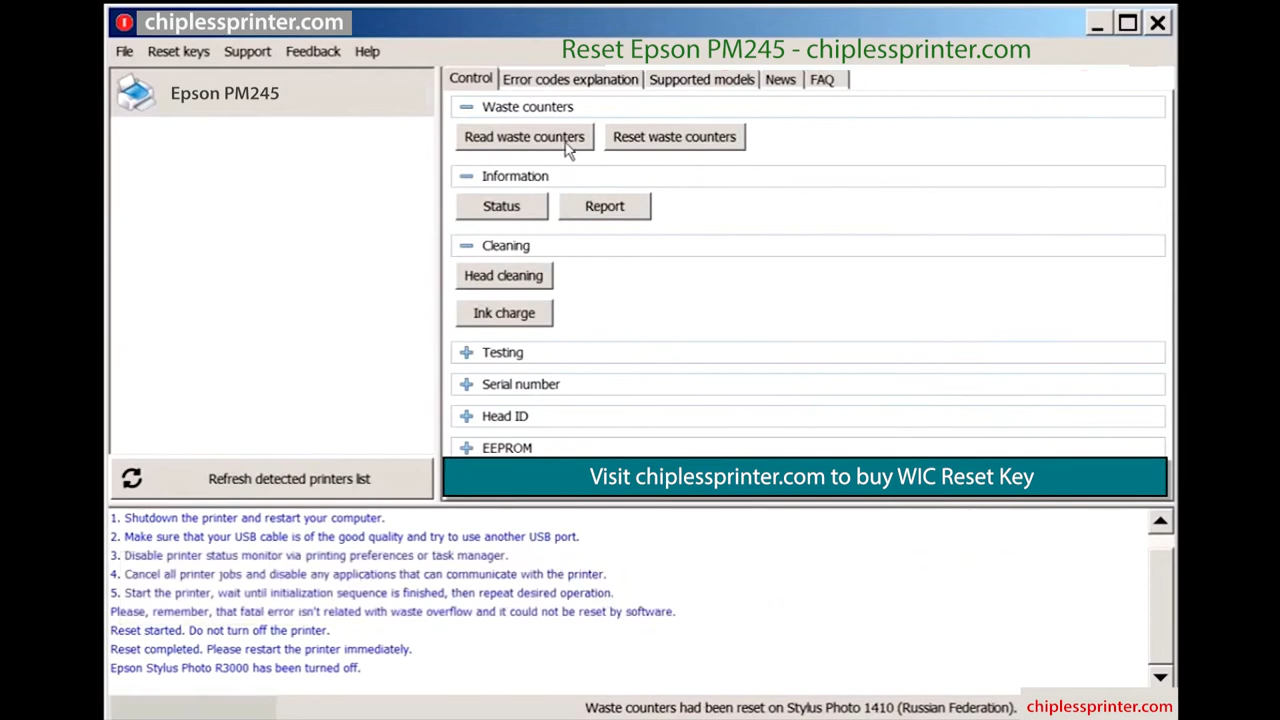 chiplessprinter.com
File Reset keys Support Feedback Help
Reset Epson PM245 - chiplessprinter.com
Epson PM245
Control Error codes explanation Supported models News FAQ
Waste counters
Read waste counters Reset waste counters
Information
Status Report
Cleaning
Head cleaning
Ink charge
Testing
Serial number
Head ID
EEPROM
Refresh detected printers list
Visit chiplessprinter.com to buy WIC Reset Key
1. Shutdown the printer and restart your computer.
2. Make sure that your USB cable is of the good quality and try to use another USB port.
3. Disable printer status monitor via printing preferences or task manager.
4. Cancel all printer jobs and disable any applications that can communicate with the printer.
5. Start the printer, wait until initialization sequence is finished, then repeat desired operation.
Please, remember, that fatal error isn't related with waste overflow and it could not be reset by software.
Reset started. Do not turn off the printer.
Reset completed. Please restart the printer immediately.
Epson Stylus Photo R3000 has been turned off.
Waste counters had been reset on Stylus Photo 1410 (Russian Federation).
chiplessprinter.com